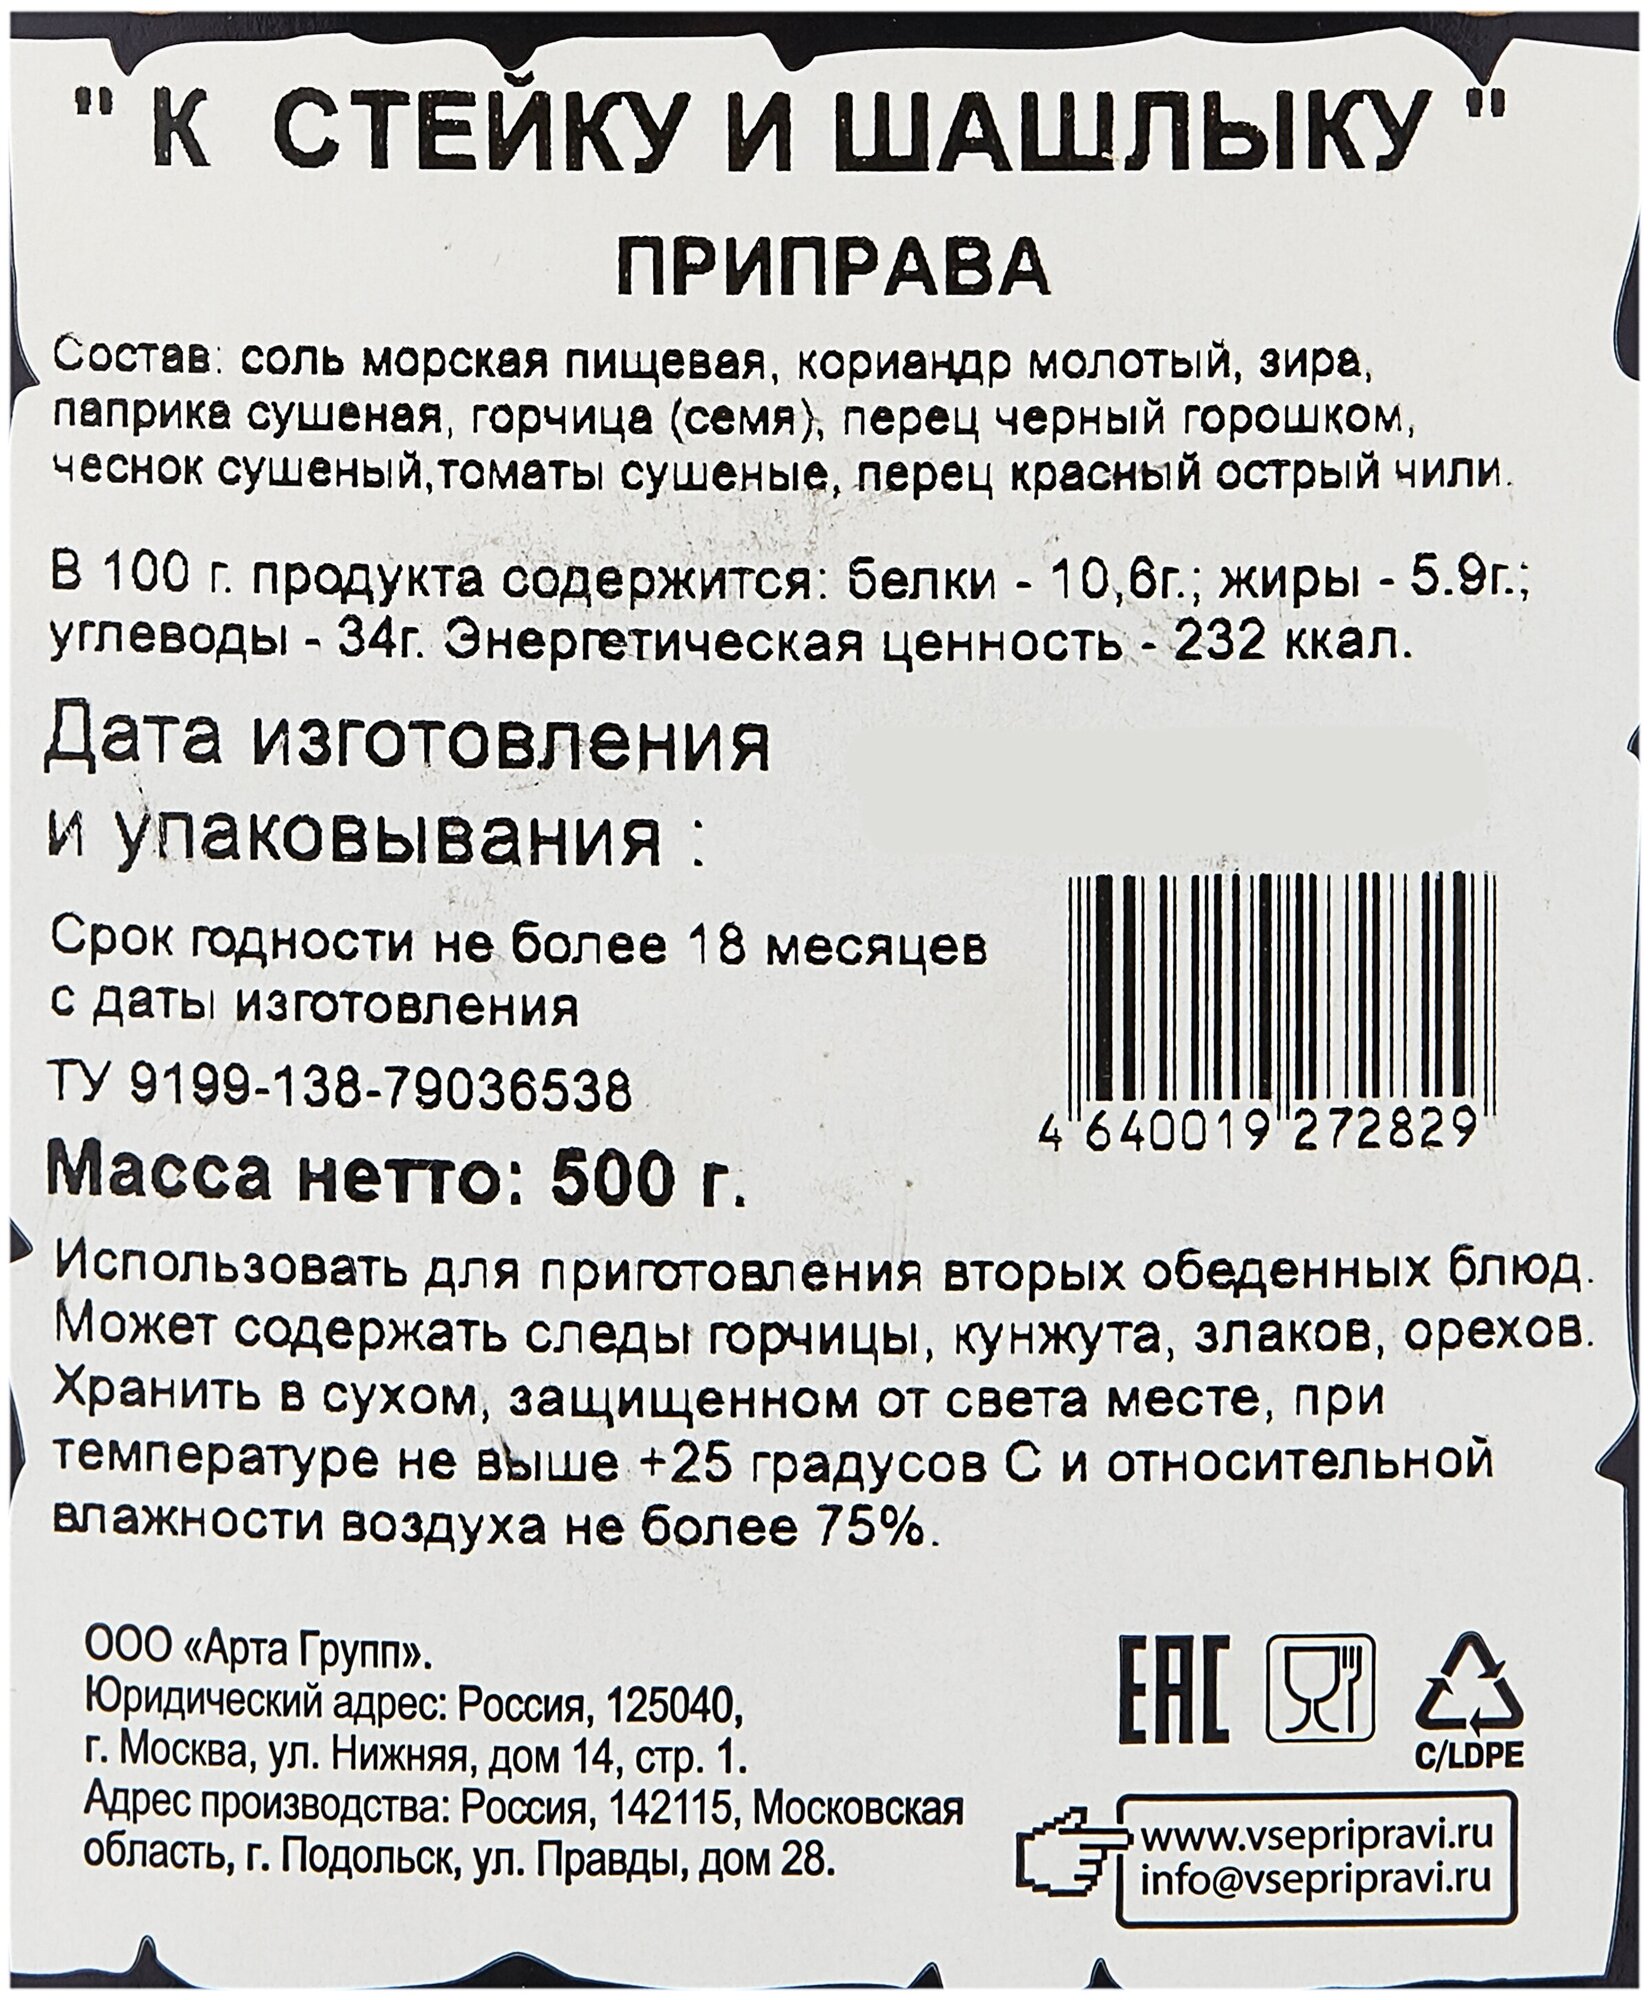 " К СТЕЙКУ И ШАШЛЫКУ "
ПРИПРАВА
Состав: соль морская пищевая, кориандр молотый, зира,
паприка сушеная, горчица (семя), перец черный горошком,
чеснок сушеный,томаты сушеные, перец красный острый чили.
В 100 г. продукта содержится: белки - 10,6г.; жиры - 5.9г.;
углеводы - 34г. Энергетическая ценность - 232 ккал.
Дата изготовления
и упаковывания :
Срок годности не более 18 месяцев
с даты изготовления
ТУ 9199-138-79036538
4 640019 272829
Масса нетто: 500 г.
Использовать для приготовления вторых обеденных блюд.
Может содержать следы горчицы, кунжута, злаков, орехов.
Хранить в сухом, защищенном от света месте, при
температуре не выше +25 градусов С и относительной
влажности воздуха не более 75%.
ООО «Арта Групп».
Юридический адрес: Россия, 125040,
г. Москва, ул. Нижняя, дом 14, стр. 1.
Адрес производства: Россия, 142115, Московская
область, г. Подольск, ул. Правды, дом 28.
EAC
C/LDPE
www.vsepripravi.ru
info@vsepripravi.ru